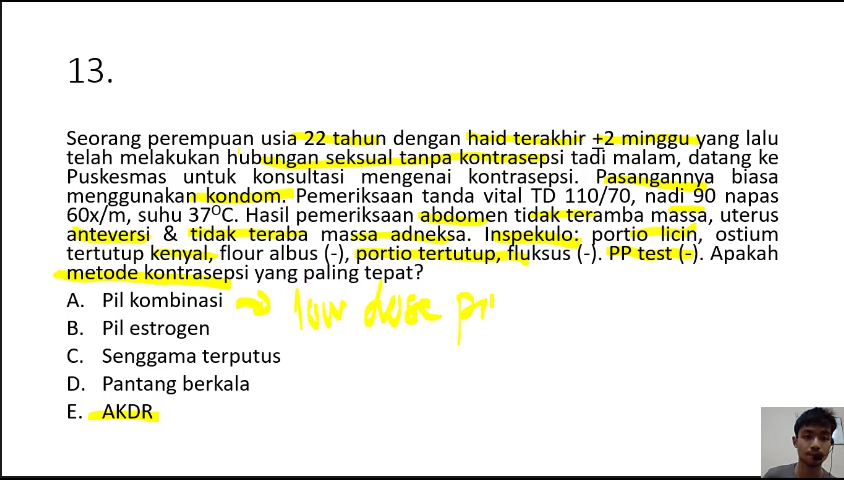 13.
Seorang perempuan usia 22 tahun dengan haid terakhir +2 minggu yang lalu
telah melakukan hubungan seksual tanpa kontrasepsi tadi malam, datang ke
Puskesmas untuk konsultasi mengenai kontrasepsi. Pasangannya biasa
menggunakan kondom. Pemeriksaan tanda vital TD 110/70, nadi 90 napas
60x/m, suhu 37⁰C. Hasil pemeriksaan abdomen tidak teramba massa, uterus
anteversi & tidak teraba massa adneksa. Inspekulo: portio licin, ostium
tertutup kenyal, flour albus (-), portio tertutup, fluksus (-). PP test (-). Apakah
metode kontrasepsi yang paling tepat?
A. Pil kombinasi → low dose pi
B. Pil estrogen
C. Senggama terputus
D. Pantang berkala
E. AKDR